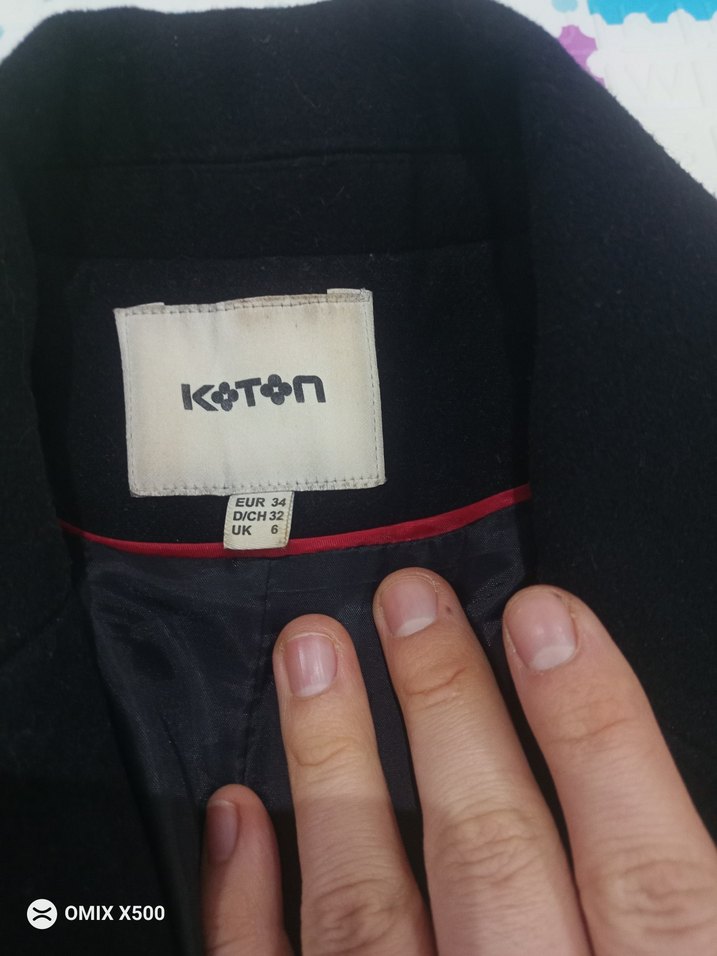 KOTON
EUR 34
D/CH 32
UK 6
OMIX X500